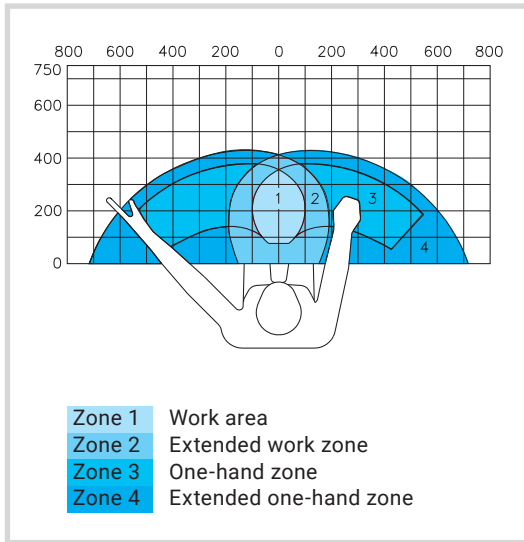 800 600 400 200 0 200 400 600 800
750
600
400
200
0
1 2 3
4
Zone 1 Work area
Zone 2 Extended work zone
Zone 3 One-hand zone
Zone 4 Extended one-hand zone